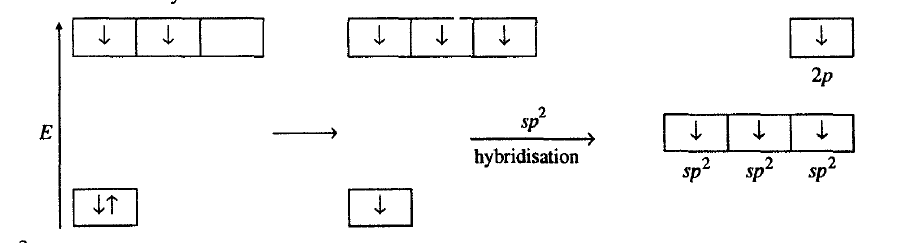 2p
E
sp²
hybridisation
sp² sp² sp²